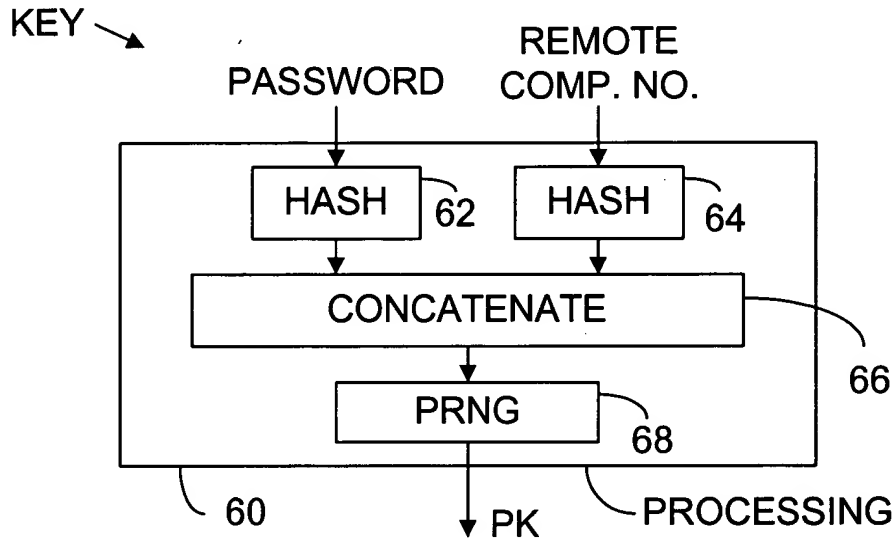 KEY
PASSWORD
REMOTE
COMP. NO.
HASH
62
HASH
64
CONCATENATE
66
PRNG
68
60
PK
PROCESSING